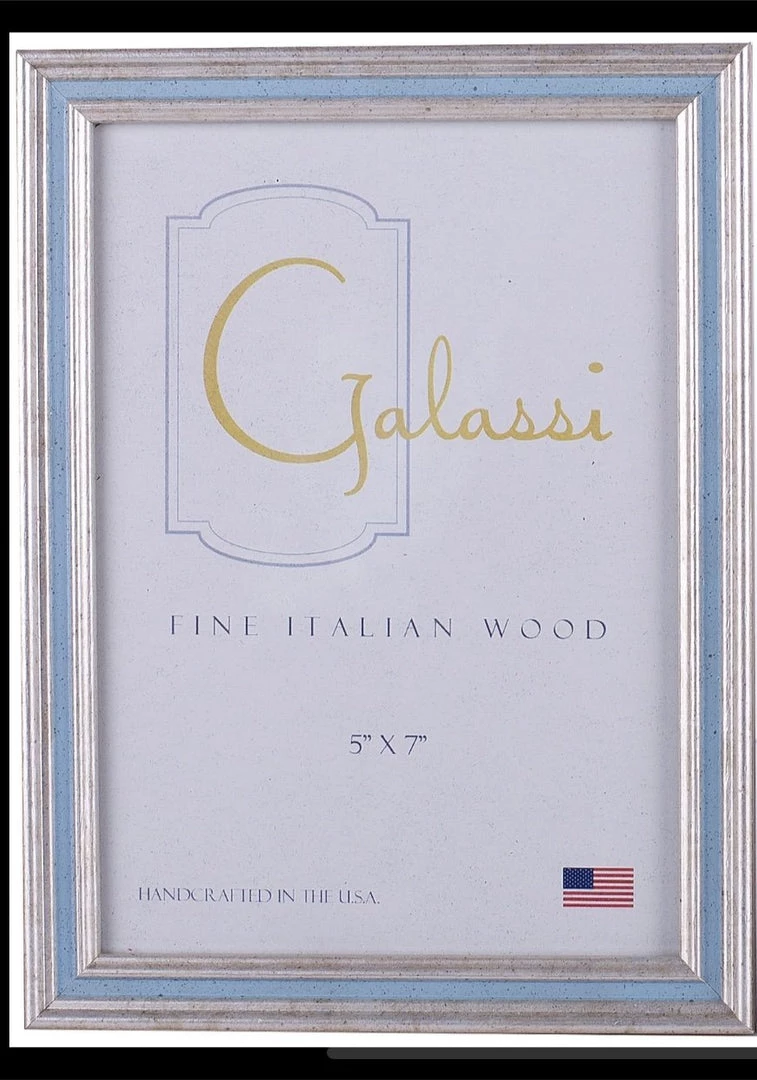 Galassi
FINE ITALIAN WOOD
5” X 7”
HANDCRAFTED IN THE U.S.A.